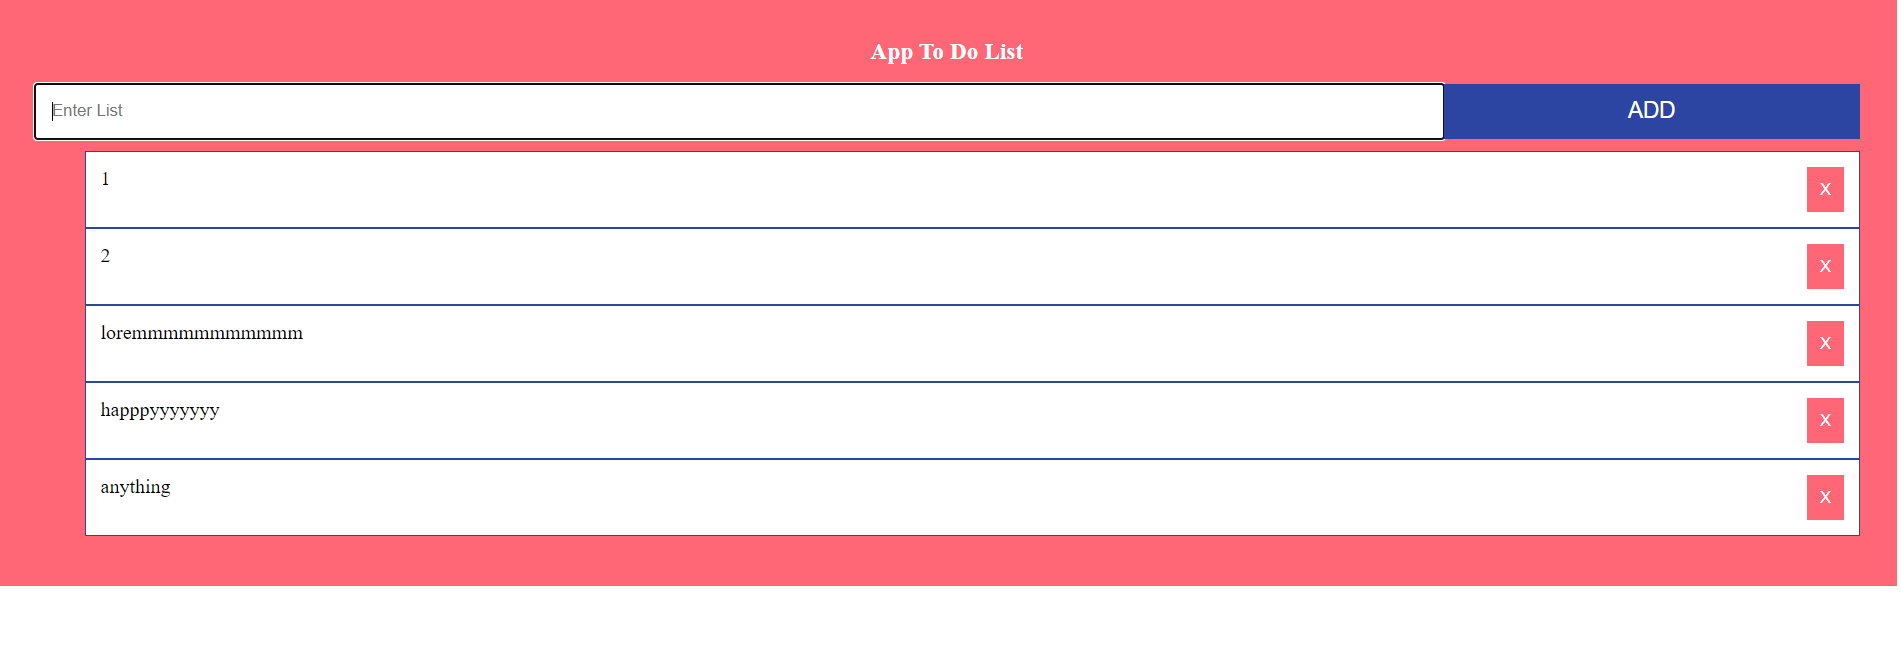 App To Do List
Enter List
ADD
1 X
2 X
loremmmmmmmmmmm X
happpyyyyyyy X
anything X